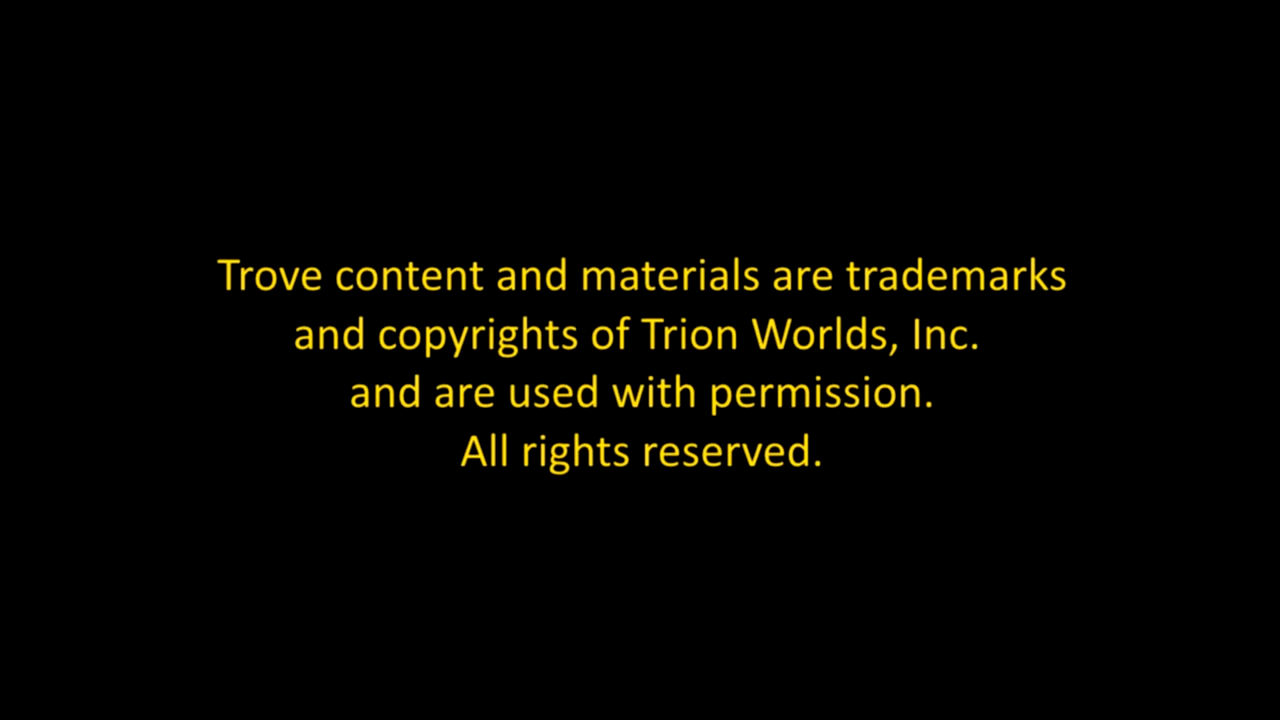 Trove content and materials are trademarks
and copyrights of Trion Worlds, Inc.
and are used with permission.
All rights reserved.